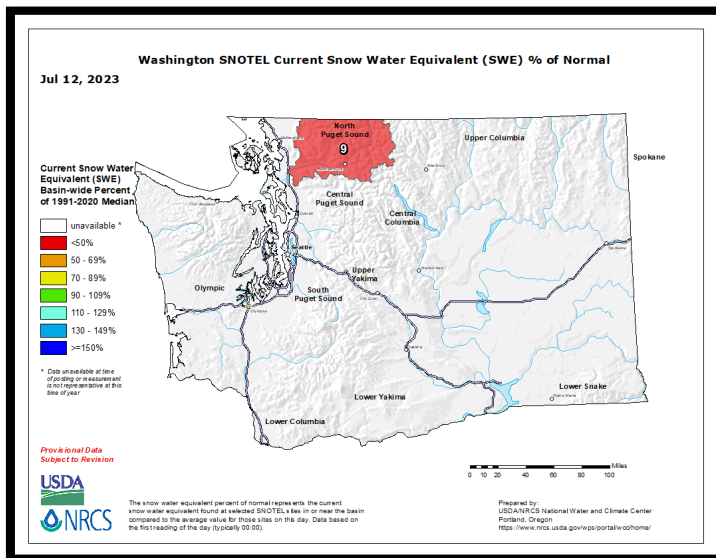 Washington SNOTEL Current Snow Water Equivalent (SWE) % of Normal
Jul 12, 2023
North
Puget Sound
9
Upper Columbia
Spokane
Central
Puget Sound
Central
Columbia
Seattle
Olympic
Olympia
South
Puget Sound
Upper
Yakima
Spokane
Lower Yakima
Lower Snake
Walla Walla
Lower Columbia
Current Snow Water
Equivalent (SWE)
Basin-wide Percent
of 1991-2020 Median
unavailable *
<50%
50 - 69%
70 - 89%
90 - 109%
110 - 129%
130 - 149%
>=150%
* Data unavailable at time
of posting or measurement
is not representative at this
time of year
Provisional Data
Subject to Revision
USDA
NRCS
Miles
0 10 20 40 60 80 100
The snow water equivalent percent of normal represents the current
snow water equivalent found at selected SNOTEL sites in or near the basin
compared to the average value for those sites on this day. Data based on
the first reading of the day (typically 00:00).
Prepared by:
USDA/NRCS National Water and Climate Center
Portland, Oregon
https://www.nrcs.usda.gov/wps/portal/wcc/home/